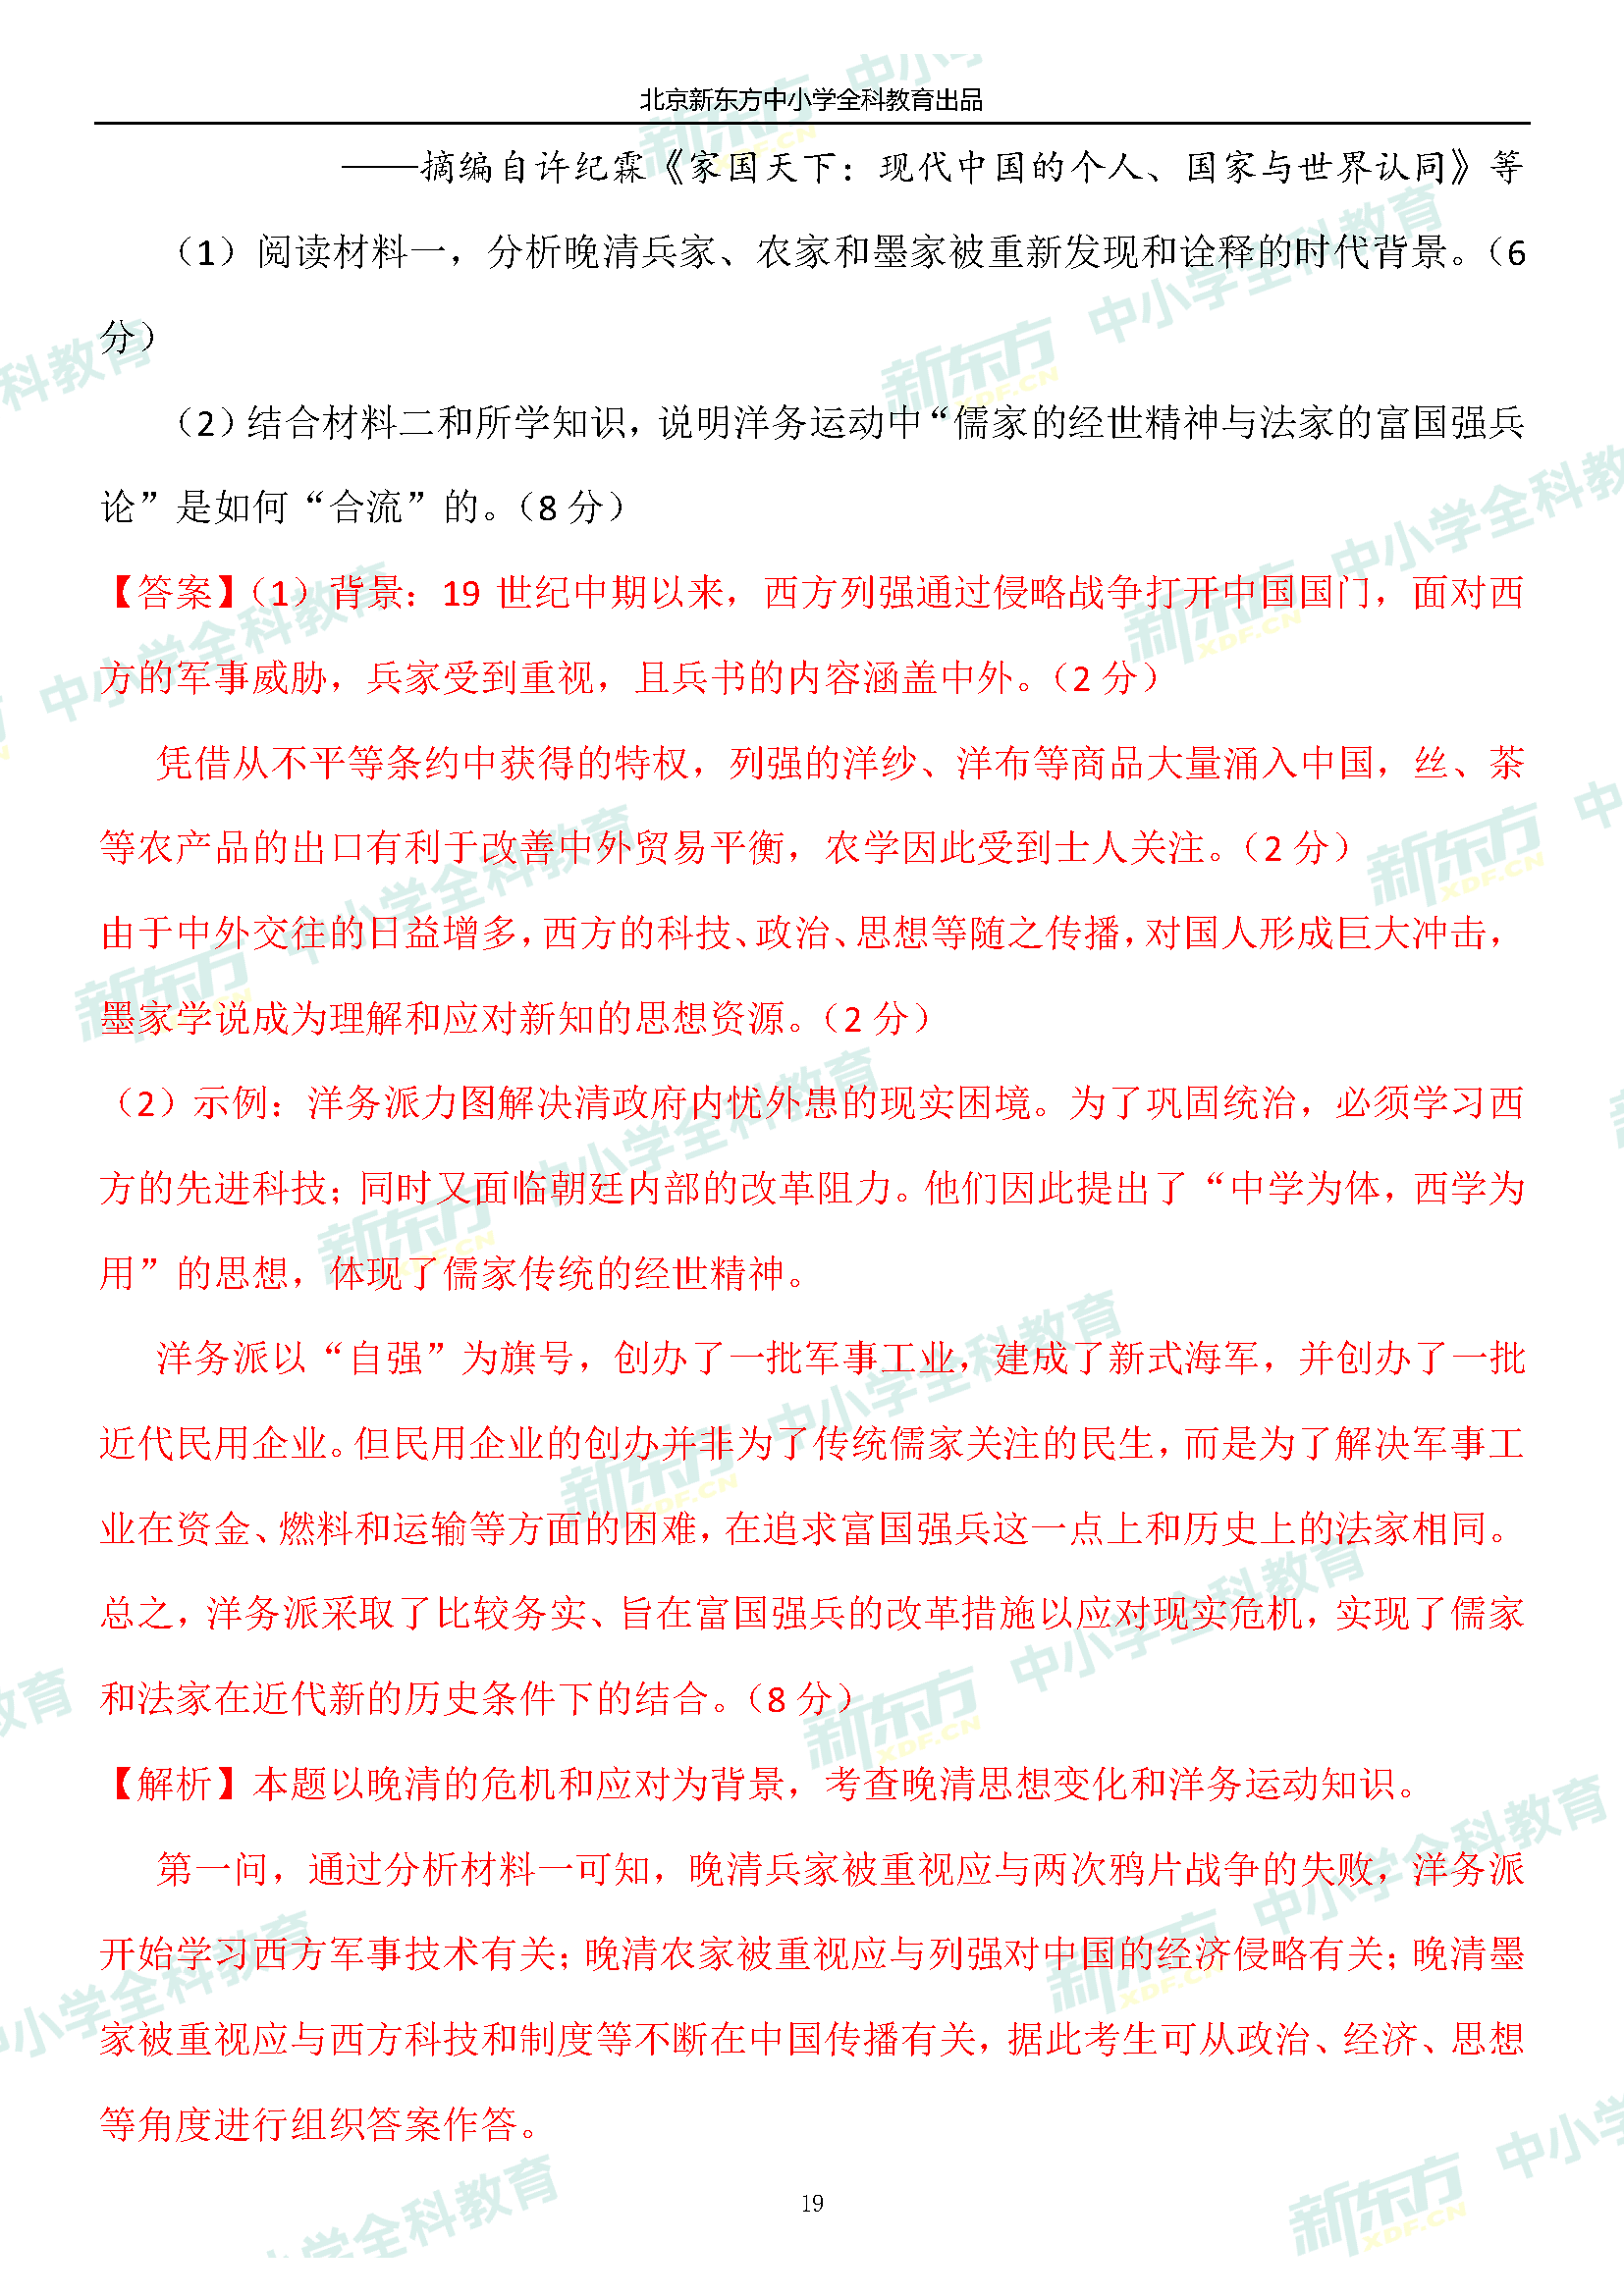 北京新东方中小学全科教育出品
——摘编自许纪霖《家国天下：现代中国的个人、国家与世界认同》等
（1）阅读材料一，分析晚清兵家、农家和墨家被重新发现和诠释的时代背景。（6
分）
（2）结合材料二和所学知识，说明洋务运动中“儒家的经世精神与法家的富国强兵
论”是如何“合流”的。（8 分）
【答案】（1）背景：19 世纪中期以来，西方列强通过侵略战争打开中国国门，面对西
方的军事威胁，兵家受到重视，且兵书的内容涵盖中外。（2 分）
凭借从不平等条约中获得的特权，列强的洋纱、洋布等商品大量涌入中国，丝、茶
等农产品的出口有利于改善中外贸易平衡，农学因此受到士人关注。（2 分）
由于中外交往的日益增多，西方的科技、政治、思想等随之传播，对国人形成巨大冲击，
墨家学说成为理解和应对新知的思想资源。（2 分）
（2）示例：洋务派力图解决清政府内忧外患的现实困境。为了巩固统治，必须学习西
方的先进科技；同时又面临朝廷内部的改革阻力。他们因此提出了“中学为体，西学为
用”的思想，体现了儒家传统的经世精神。
洋务派以“自强”为旗号，创办了一批军事工业，建成了新式海军，并创办了一批
近代民用企业。但民用企业的创办并非为了传统儒家关注的民生，而是为了解决军事工
业在资金、燃料和运输等方面的困难，在追求富国强兵这一点上和历史上的法家相同。
总之，洋务派采取了比较务实、旨在富国强兵的改革措施以应对现实危机，实现了儒家
和法家在近代新的历史条件下的结合。（8 分）
【解析】本题以晚清的危机和应对为背景，考查晚清思想变化和洋务运动知识。
第一问，通过分析材料一可知，晚清兵家被重视应与两次鸦片战争的失败，洋务派
开始学习西方军事技术有关；晚清农家被重视应与列强对中国的经济侵略有关；晚清墨
家被重视应与西方科技和制度等不断在中国传播有关，据此考生可从政治、经济、思想
等角度进行组织答案作答。
19
新东方 XDF.CN 中小学全科教育